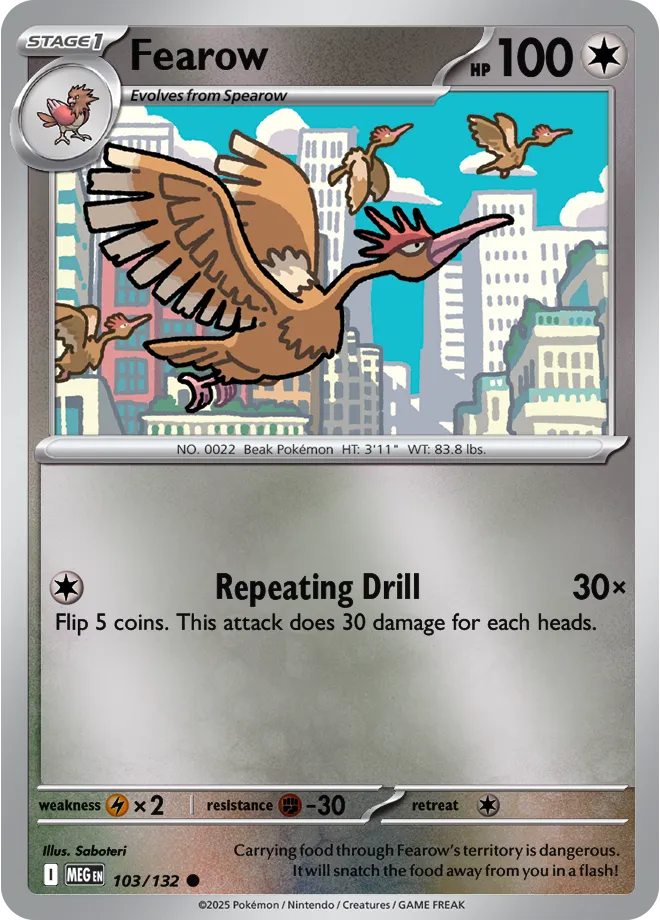 STAGE 1
Fearow
HP 100
Evolves from Spearow
NO. 0022 Beak Pokémon HT: 3'11" WT: 83.8 lbs.
Repeating Drill 30×
Flip 5 coins. This attack does 30 damage for each heads.
weakness ×2 resistance -30 retreat
Illus. Saboteri
Carrying food through Fearow's territory is dangerous.
It will snatch the food away from you in a flash!
I MEG EN 103/132
©2025 Pokémon / Nintendo / Creatures / GAME FREAK